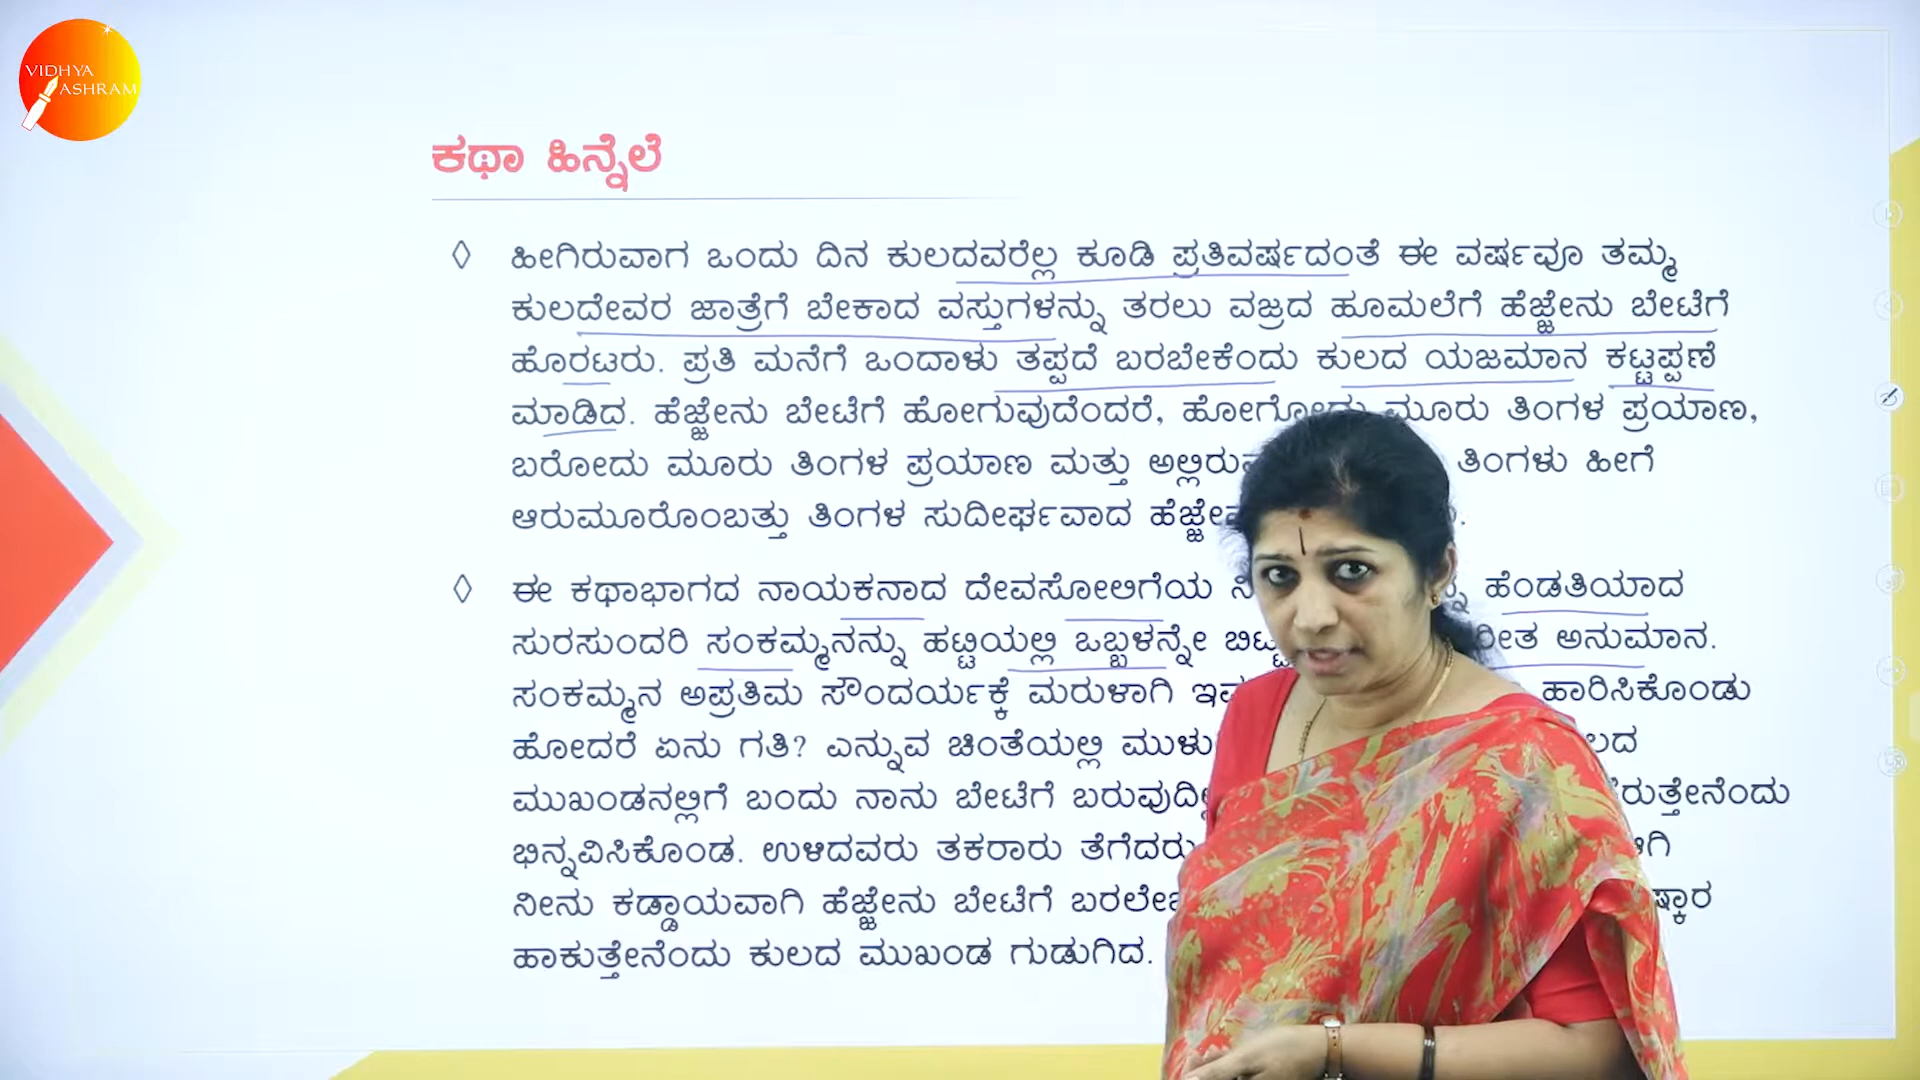 VIDHYA
ASHRAM
ಕಥಾ ಹಿನ್ನೆಲೆ
◊ ಹೀಗಿರುವಾಗ ಒಂದು ದಿನ ಕುಲದವರೆಲ್ಲ ಕೂಡಿ ಪ್ರತಿವರ್ಷದಂತೆ ಈ ವರ್ಷವೂ ತಮ್ಮ
ಕುಲದೇವರ ಜಾತ್ರೆಗೆ ಬೇಕಾದ ವಸ್ತುಗಳನ್ನು ತರಲು ವಜ್ರದ ಹೂಮಲೆಗೆ ಹೆಜ್ಜೇನು ಬೇಟೆಗೆ
ಹೊರಟರು. ಪ್ರತಿ ಮನೆಗೆ ಒಂದಾಳು ತಪ್ಪದೆ ಬರಬೇಕೆಂದು ಕುಲದ ಯಜಮಾನ ಕಟ್ಟಪ್ಪಣೆ
ಮಾಡಿದ. ಹೆಜ್ಜೇನು ಬೇಟೆಗೆ ಹೋಗುವುದೆಂದರೆ, ಹೋಗೋದು ಮೂರು ತಿಂಗಳ ಪ್ರಯಾಣ,
ಬರೋದು ಮೂರು ತಿಂಗಳ ಪ್ರಯಾಣ ಮತ್ತು ತಿಂಗಳು ಹೀಗೆ
ಆರುಮೂರೊಂಬತ್ತು ತಿಂಗಳ ಸುದೀರ್ಘವಾದ
◊ ಈ ಕಥಾಭಾಗದ ನಾಯಕನಾದ ದೇವಸೋಲಿಗೆಯ ಹೆಂಡತಿಯಾದ
ಸುರಸುಂದರಿ ಸಂಕಮ್ಮನನ್ನು ಹಟ್ಟಿಯಲ್ಲಿ ಒಬ್ಬಳನ್ನೇ ಅನುಮಾನ.
ಸಂಕಮ್ಮನ ಅಪ್ರತಿಮ ಸೌಂದರ್ಯಕ್ಕೆ ಮರುಳಾಗಿ ಹಾರಿಸಿಕೊಂಡು
ಹೋದರೆ ಏನು ಗತಿ? ಎನ್ನುವ ಚಿಂತೆಯಲ್ಲಿ
ಮುಖಂಡನಲ್ಲಿಗೆ ಬಂದು ನಾನು ಬೇಟೆಗೆ
ಭಿನ್ನವಿಸಿಕೊಂಡ. ಉಳಿದವರು ತಕರಾರು ತೆಗೆದರು
ನೀನು ಕಡ್ಡಾಯವಾಗಿ ಹೆಜ್ಜೇನು ಬೇಟೆಗೆ
ಹಾಕುತ್ತೇನೆಂದು ಕುಲದ ಮುಖಂಡ ಗುಡುಗಿದ.